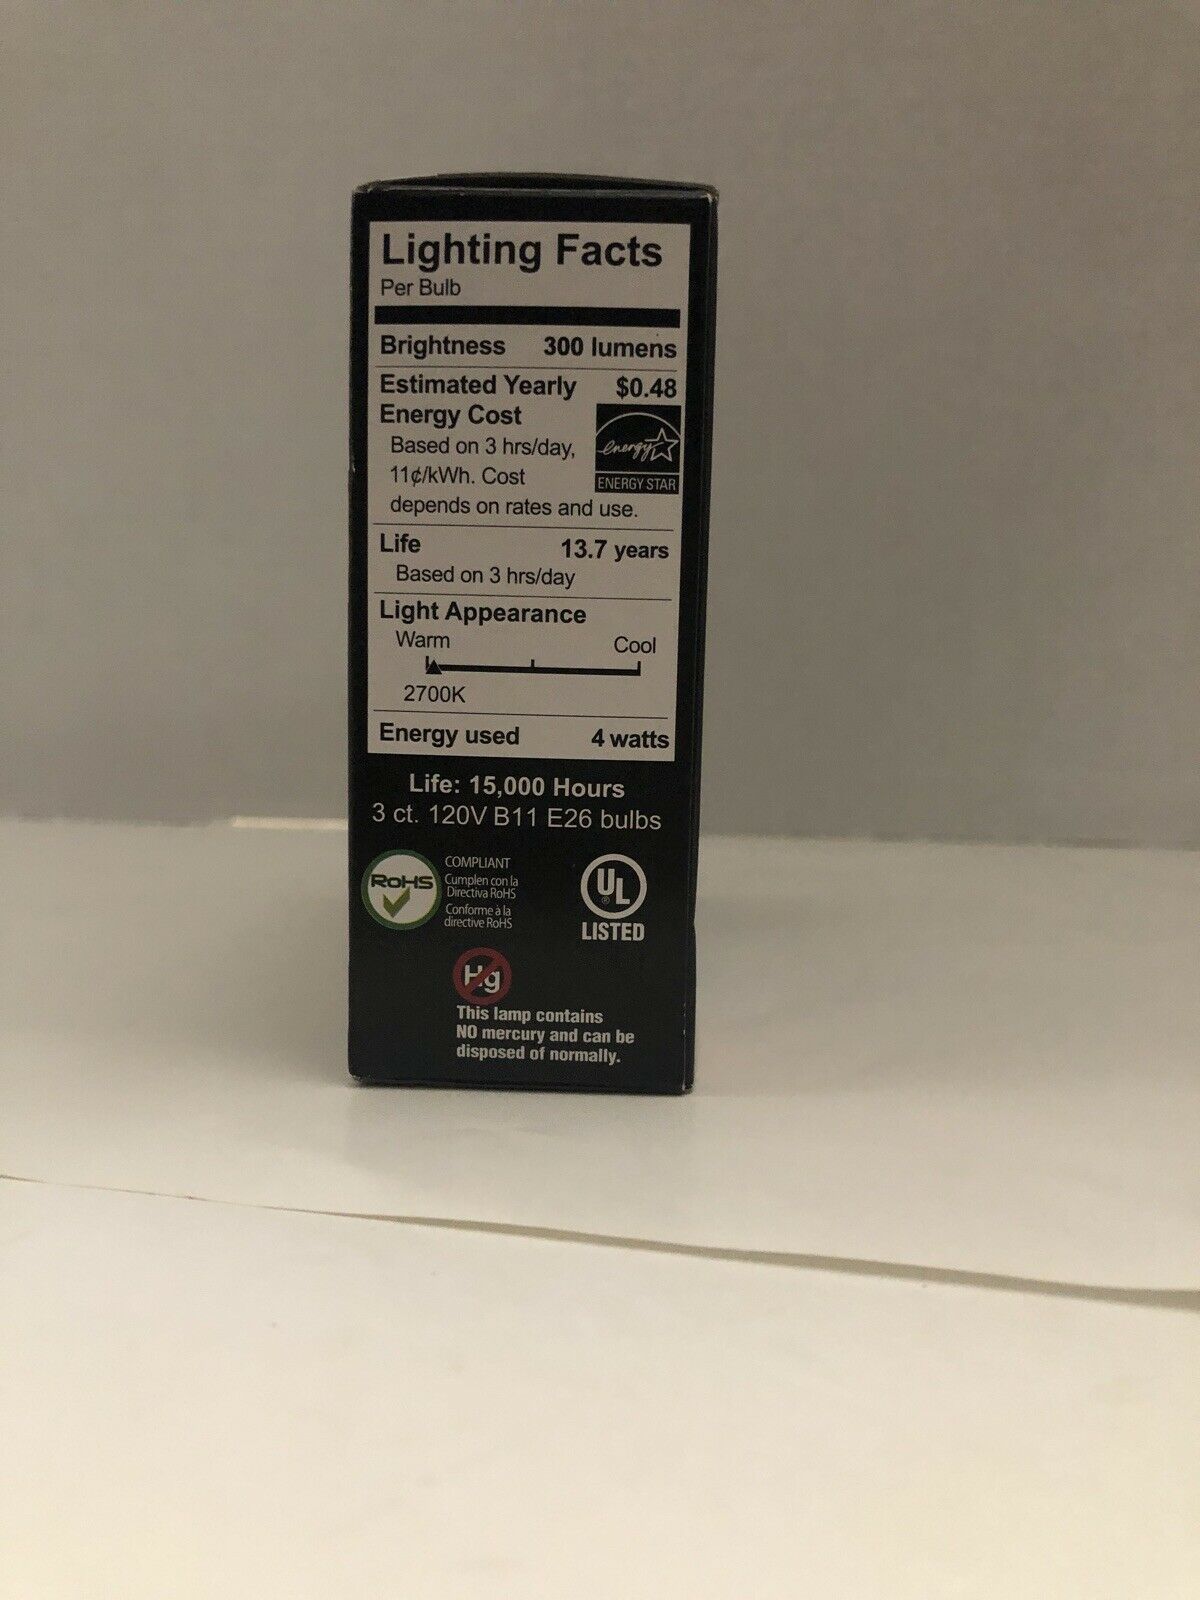 Lighting Facts
Per Bulb
Brightness 300 lumens
Estimated Yearly $0.48
Energy Cost
Based on 3 hrs/day,
11¢/kWh. Cost
depends on rates and use.
energy
ENERGY STAR
Life 13.7 years
Based on 3 hrs/day
Light Appearance
Warm Cool
2700K
Energy used 4 watts
Life: 15,000 Hours
3 ct. 120V B11 E26 bulbs
RoHS
COMPLIANT
Cumplen con la
Directiva RoHS
Conforme à la
directive RoHS
UL ®
LISTED
Hg
This lamp contains
NO mercury and can be
disposed of normally.